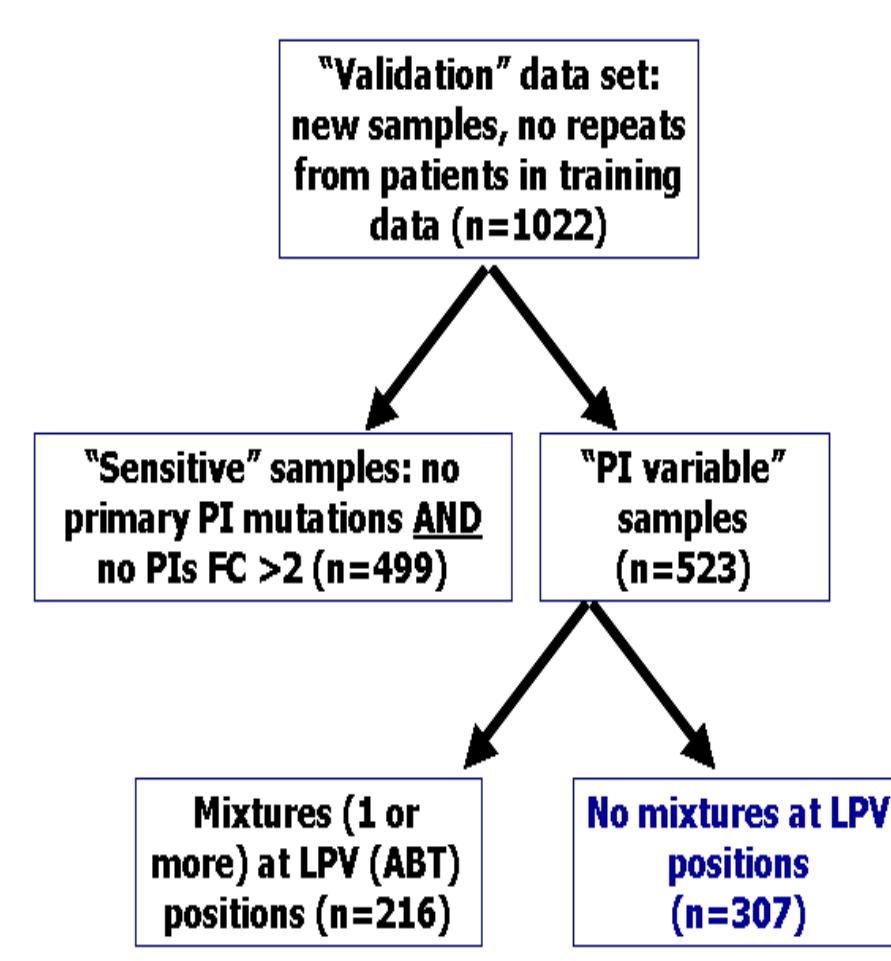 "Validation" data set:
new samples, no repeats
from patients in training
data (n=1022)
"Sensitive" samples: no
primary PI mutations AND
no PIs FC >2 (n=499)
"PI variable"
samples
(n=523)
Mixtures (1 or
more) at LPV (ABT)
positions (n=216)
No mixtures at LPV
positions
(n=307)